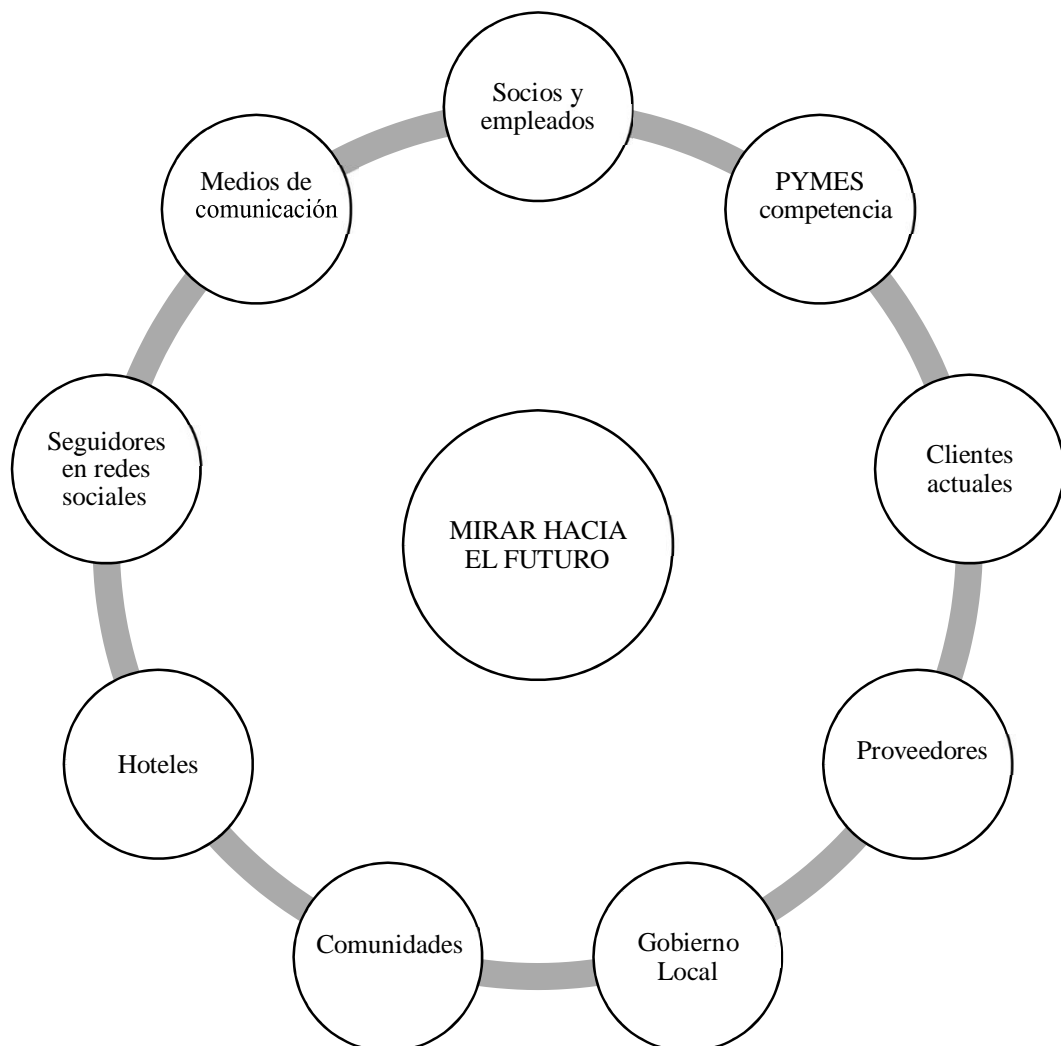 Socios y
empleados
PYMES
competencia
Clientes
actuales
Proveedores
Gobierno
Local
Comunidades
Hoteles
Seguidores
en redes
sociales
Medios de
comunicación
MIRAR HACIA
EL FUTURO